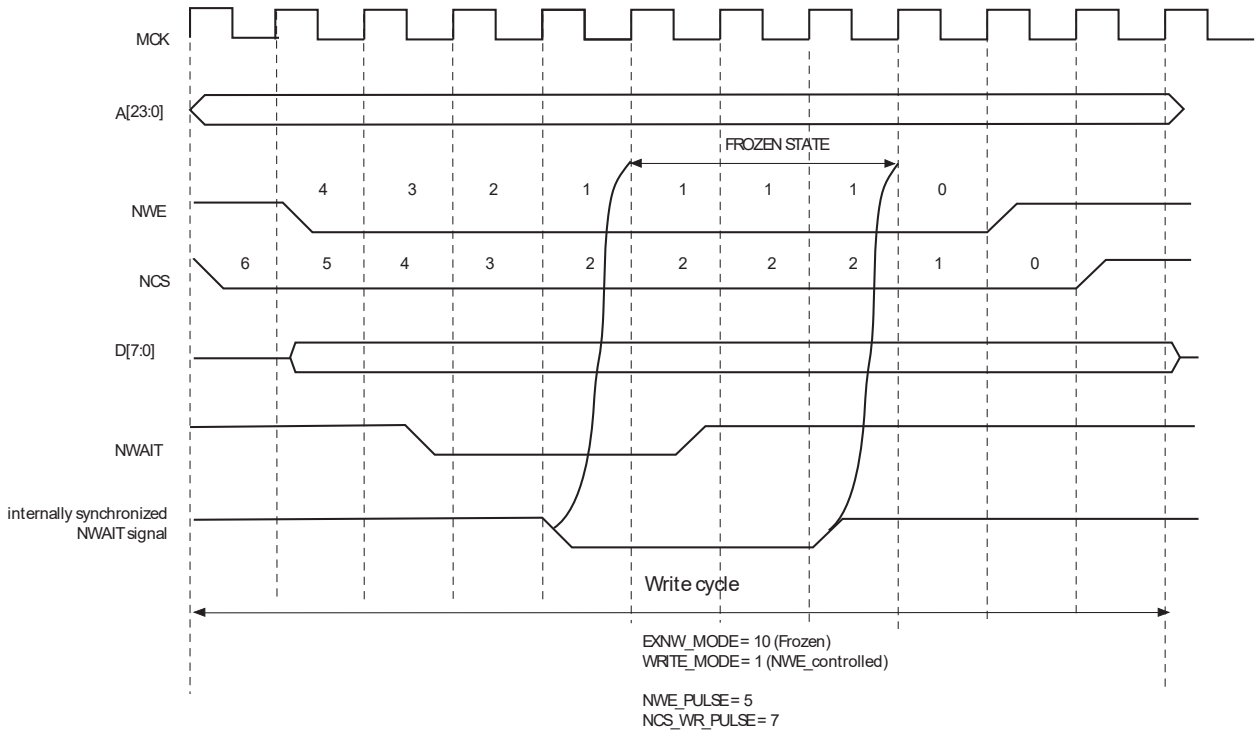 MCK
A[23:0]
FROZEN STATE
4 3 2 1 1 1 1 0
NWE
6 5 4 3 2 2 2 2 1 0
NCS
D[7:0]
NWAIT
internally synchronized
NWAIT signal
Write cycle
EXNW_MODE = 10 (Frozen)
WRITE_MODE = 1 (NWE_controlled)
NWE_PULSE = 5
NCS_WR_PULSE = 7